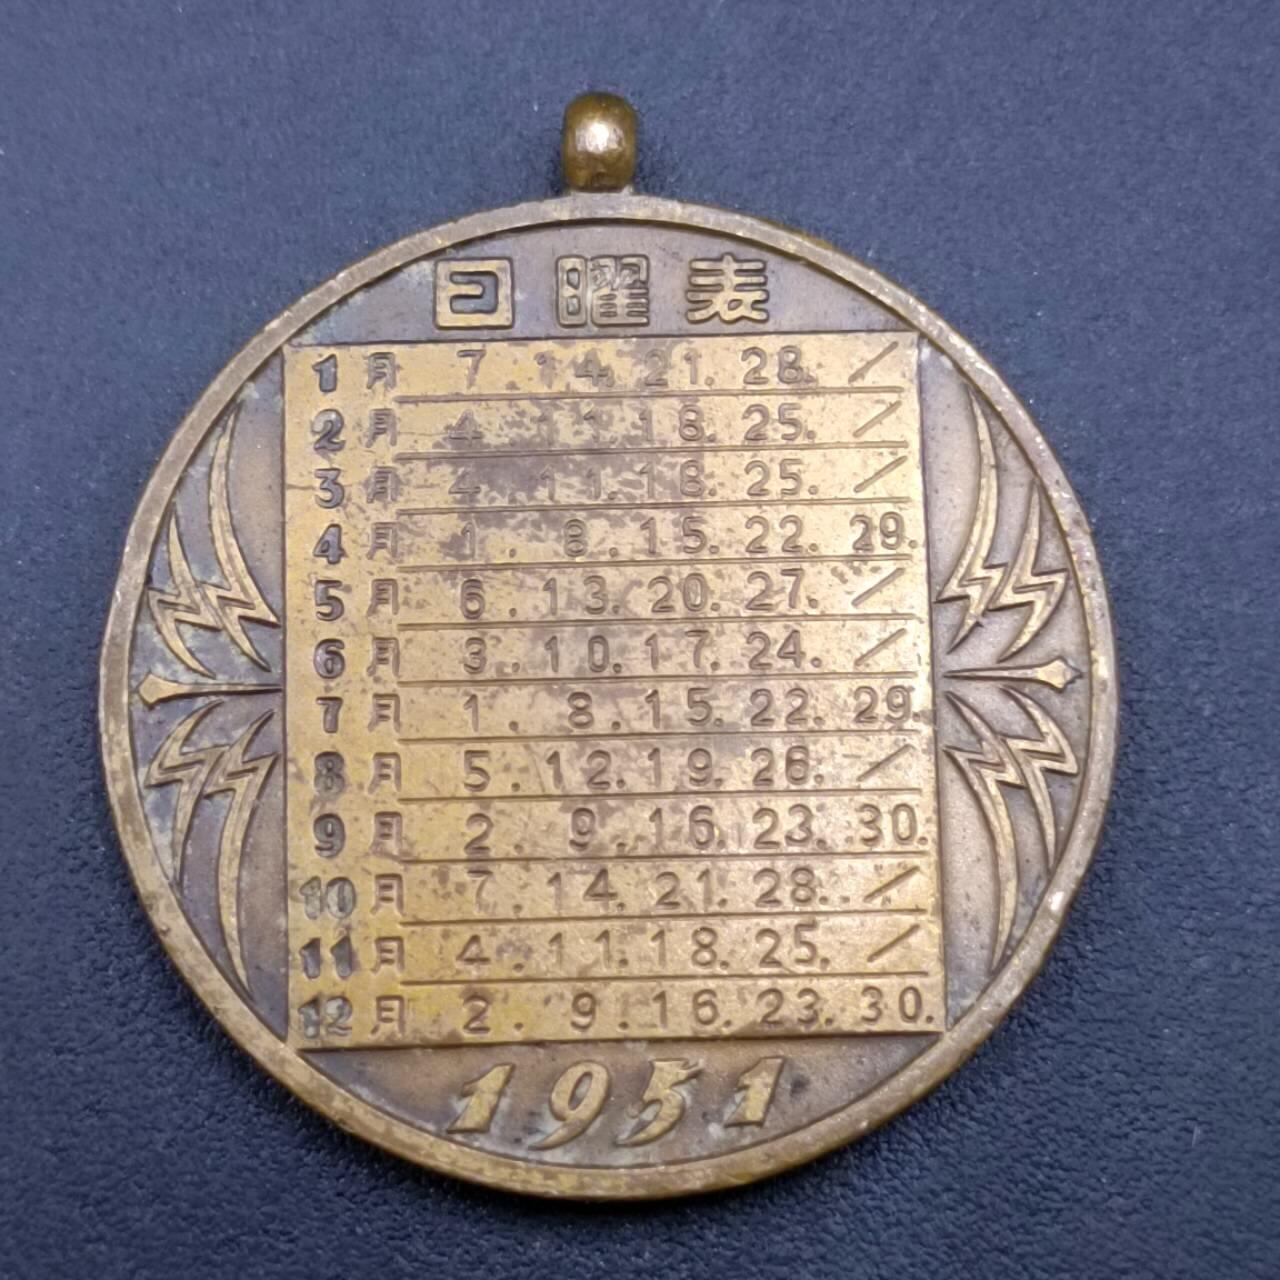 日曜表
1月 7. 14. 21. 28. /
2月 4. 11. 18. 25. /
3月 4. 11. 18. 25. /
4月 1. 8. 15. 22. 29.
5月 6. 13. 20. 27. /
6月 3. 10. 17. 24. /
7月 1. 8. 15. 22. 29.
8月 5. 12. 19. 26. /
9月 2. 9. 16. 23. 30.
10月 7. 14. 21. 28. /
11月 4. 11. 18. 25. /
12月 2. 9. 16. 23. 30.
1951